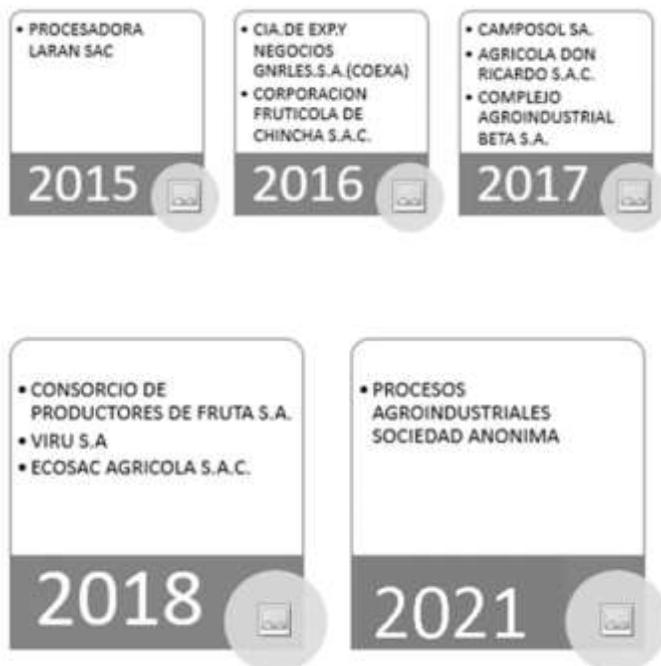 • PROCESADORA
LARAN SAC
2015
• CIA.DE EXP.Y
NEGOCIOS
GNRLES.S.A.(COEXA)
• CORPORACION
FRUTICOLA DE
CHINCHA S.A.C.
2016
• CAMPOSOL SA.
• AGRICOLA DON
RICARDO S.A.C.
• COMPLEJO
AGROINDUSTRIAL
BETA S.A.
2017
• CONSORCIO DE
PRODUCTORES DE FRUTA S.A.
• VIRU S.A
• ECOSAC AGRICOLA S.A.C.
2018
• PROCESOS
AGROINDUSTRIALES
SOCIEDAD ANONIMA
2021